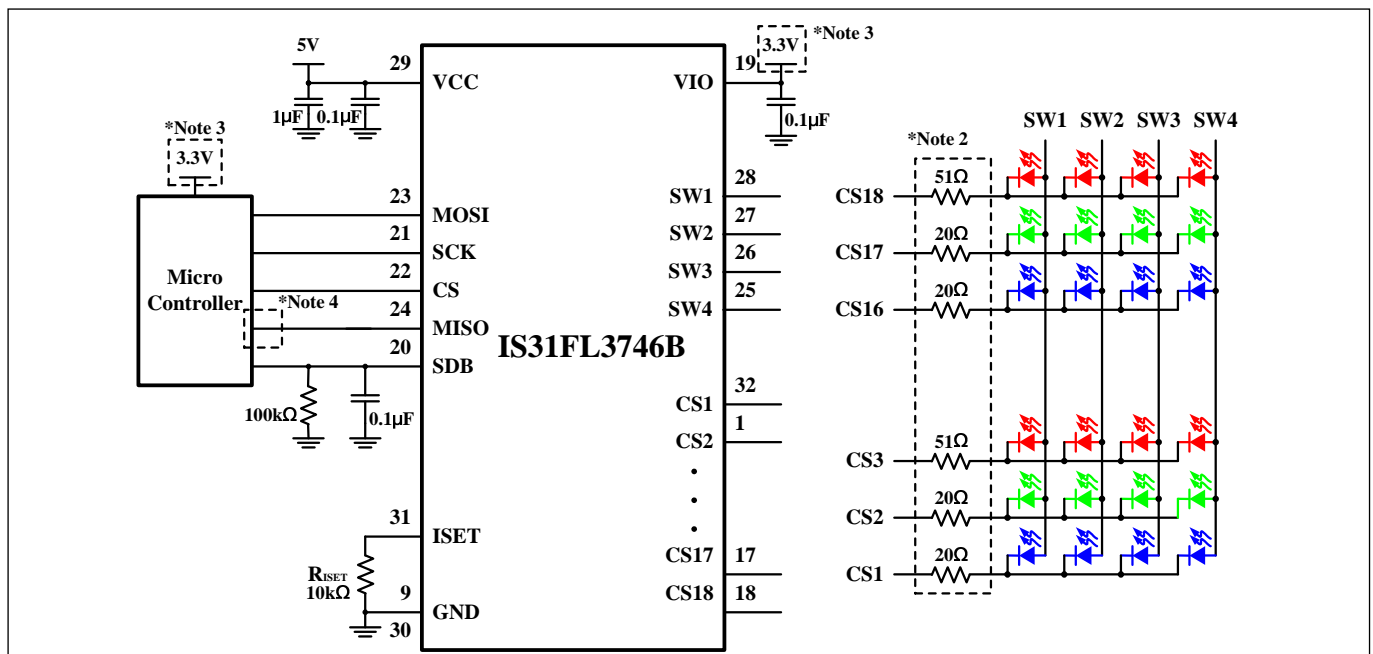 5V
29
VCC
1µF
0.1µF
*Note 3
3.3V
Micro
Controller
23
MOSI
21
SCK
22
CS
*Note 4
24
MISO
20
SDB
100kΩ
0.1µF
31
ISET
RISET
10kΩ
9
GND
30
IS31FL3746B
19
VIO
3.3V
*Note 3
0.1µF
28
SW1
27
SW2
26
SW3
25
SW4
32
CS1
1
CS2
CS17
17
CS18
18
*Note 2
SW1
SW2
SW3
SW4
CS18
51Ω
CS17
20Ω
CS16
20Ω
CS3
51Ω
CS2
20Ω
CS1
20Ω